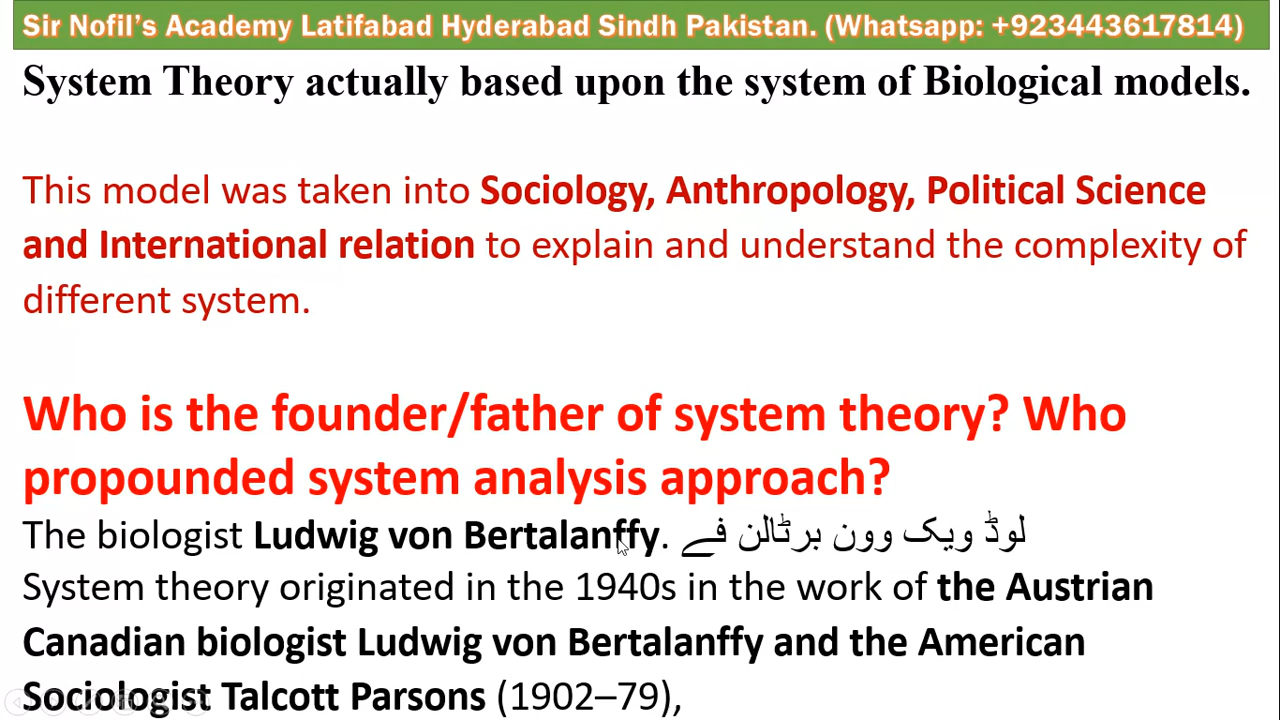 Sir Nofil's Academy Latifabad Hyderabad Sindh Pakistan. (Whatsapp: +923443617814)
System Theory actually based upon the system of Biological models.
This model was taken into Sociology, Anthropology, Political Science
and International relation to explain and understand the complexity of
different system.
Who is the founder/father of system theory? Who
propounded system analysis approach?
The biologist Ludwig von Bertalanffy. لوڈ ویک وون برٹالن فے
System theory originated in the 1940s in the work of the Austrian
Canadian biologist Ludwig von Bertalanffy and the American
Sociologist Talcott Parsons (1902–79),